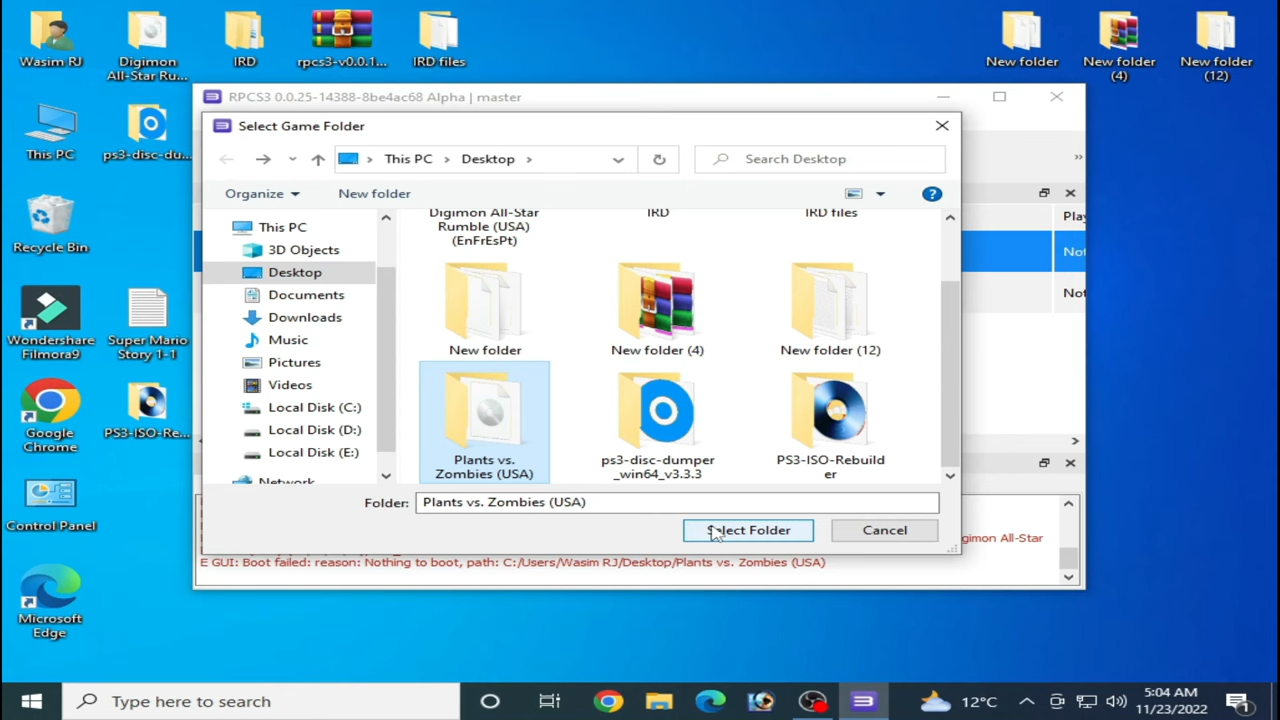 Wasim RJ
Digimon
All-Star Ru...
IRD
rpcs3-v0.0.1...
IRD files
New folder
New folder
(4)
New folder
(12)
This PC
ps3-disc-du...
Recycle Bin
Wondershare
Filmora9
Super Mario
Story 1-1
Google
Chrome
PS3-ISO-Re...
Control Panel
Microsoft
Edge
RPCS3 0.0.25-14388-8be4ac68 Alpha | master
Select Game Folder
This PC
Desktop
Search Desktop
Organize
New folder
This PC
3D Objects
Desktop
Documents
Downloads
Music
Pictures
Videos
Local Disk (C:)
Local Disk (D:)
Local Disk (E:)
Network
Digimon All-Star
Rumble (USA)
(EnFrEsPt)
IRD
IRD files
New folder
New folder (4)
New folder (12)
Plants vs.
Zombies (USA)
ps3-disc-dumper
_win64_v3.3.3
PS3-ISO-Rebuild
er
Folder:
Plants vs. Zombies (USA)
Select Folder
Cancel
Digimon All-Star
E GUI: Boot failed: reason: Nothing to boot, path: C:/Users/Wasim RJ/Desktop/Plants vs. Zombies (USA)
Type here to search
12°C
5:04 AM
11/23/2022
1